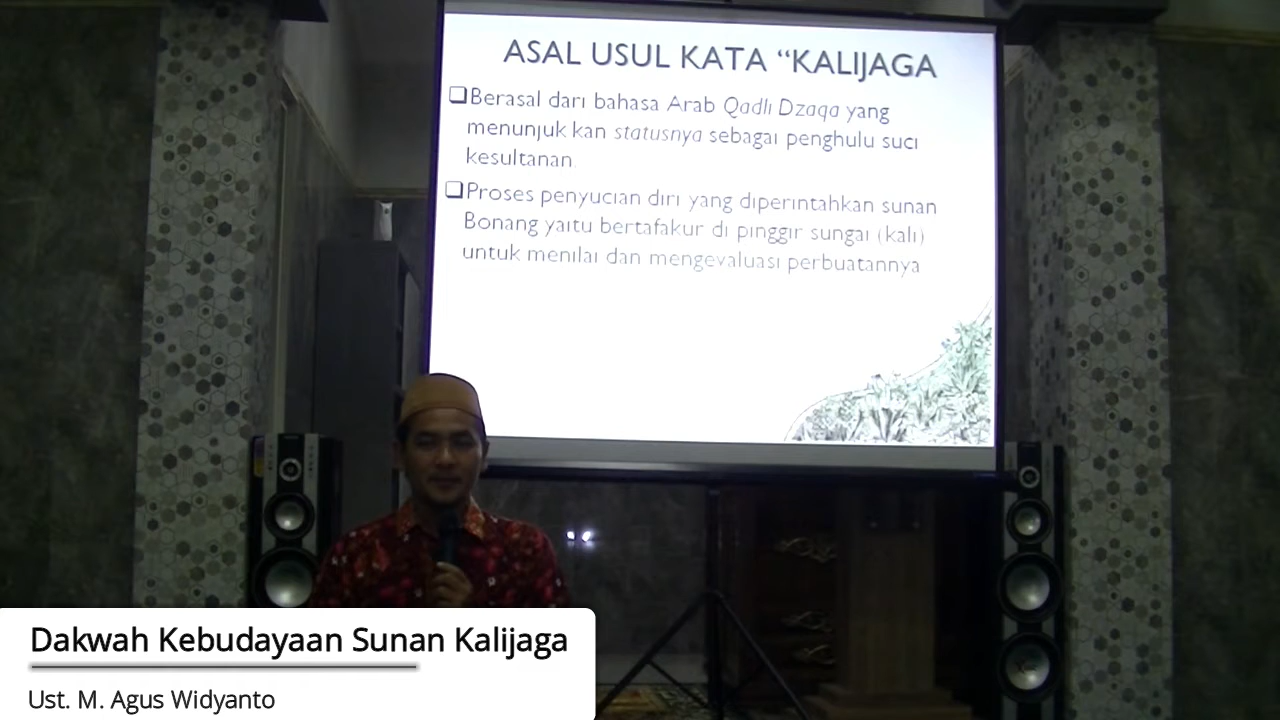 ASAL USUL KATA “KALIJAGA
❑Berasal dari bahasa Arab Qadli Dzaqa yang
menunjuk kan statusnya sebagai penghulu suci
kesultanan.
❑Proses penyucian diri yang diperintahkan sunan
Bonang yaitu bertafakur di pinggir sungai (kali)
untuk menilai dan mengevaluasi perbuatannya
Dakwah Kebudayaan Sunan Kalijaga
Ust. M. Agus Widyanto